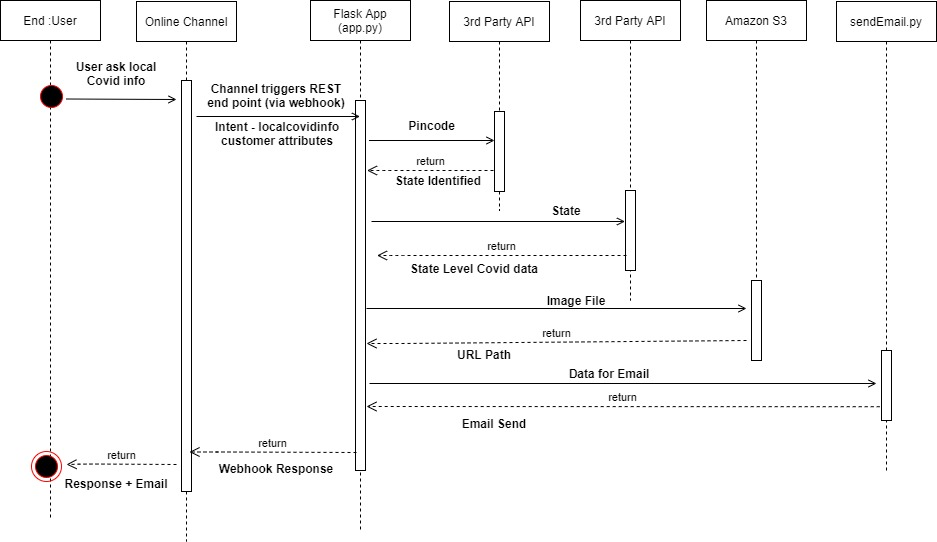 End :User
Online Channel
Flask App
(app.py)
3rd Party API
3rd Party API
Amazon S3
sendEmail.py
User ask local
Covid info
Channel triggers REST
end point (via webhook)
Intent - localcovidinfo
customer attributes
Pincode
return
State Identified
State
return
State Level Covid data
Image File
return
URL Path
Data for Email
return
Email Send
return
Webhook Response
return
Response + Email